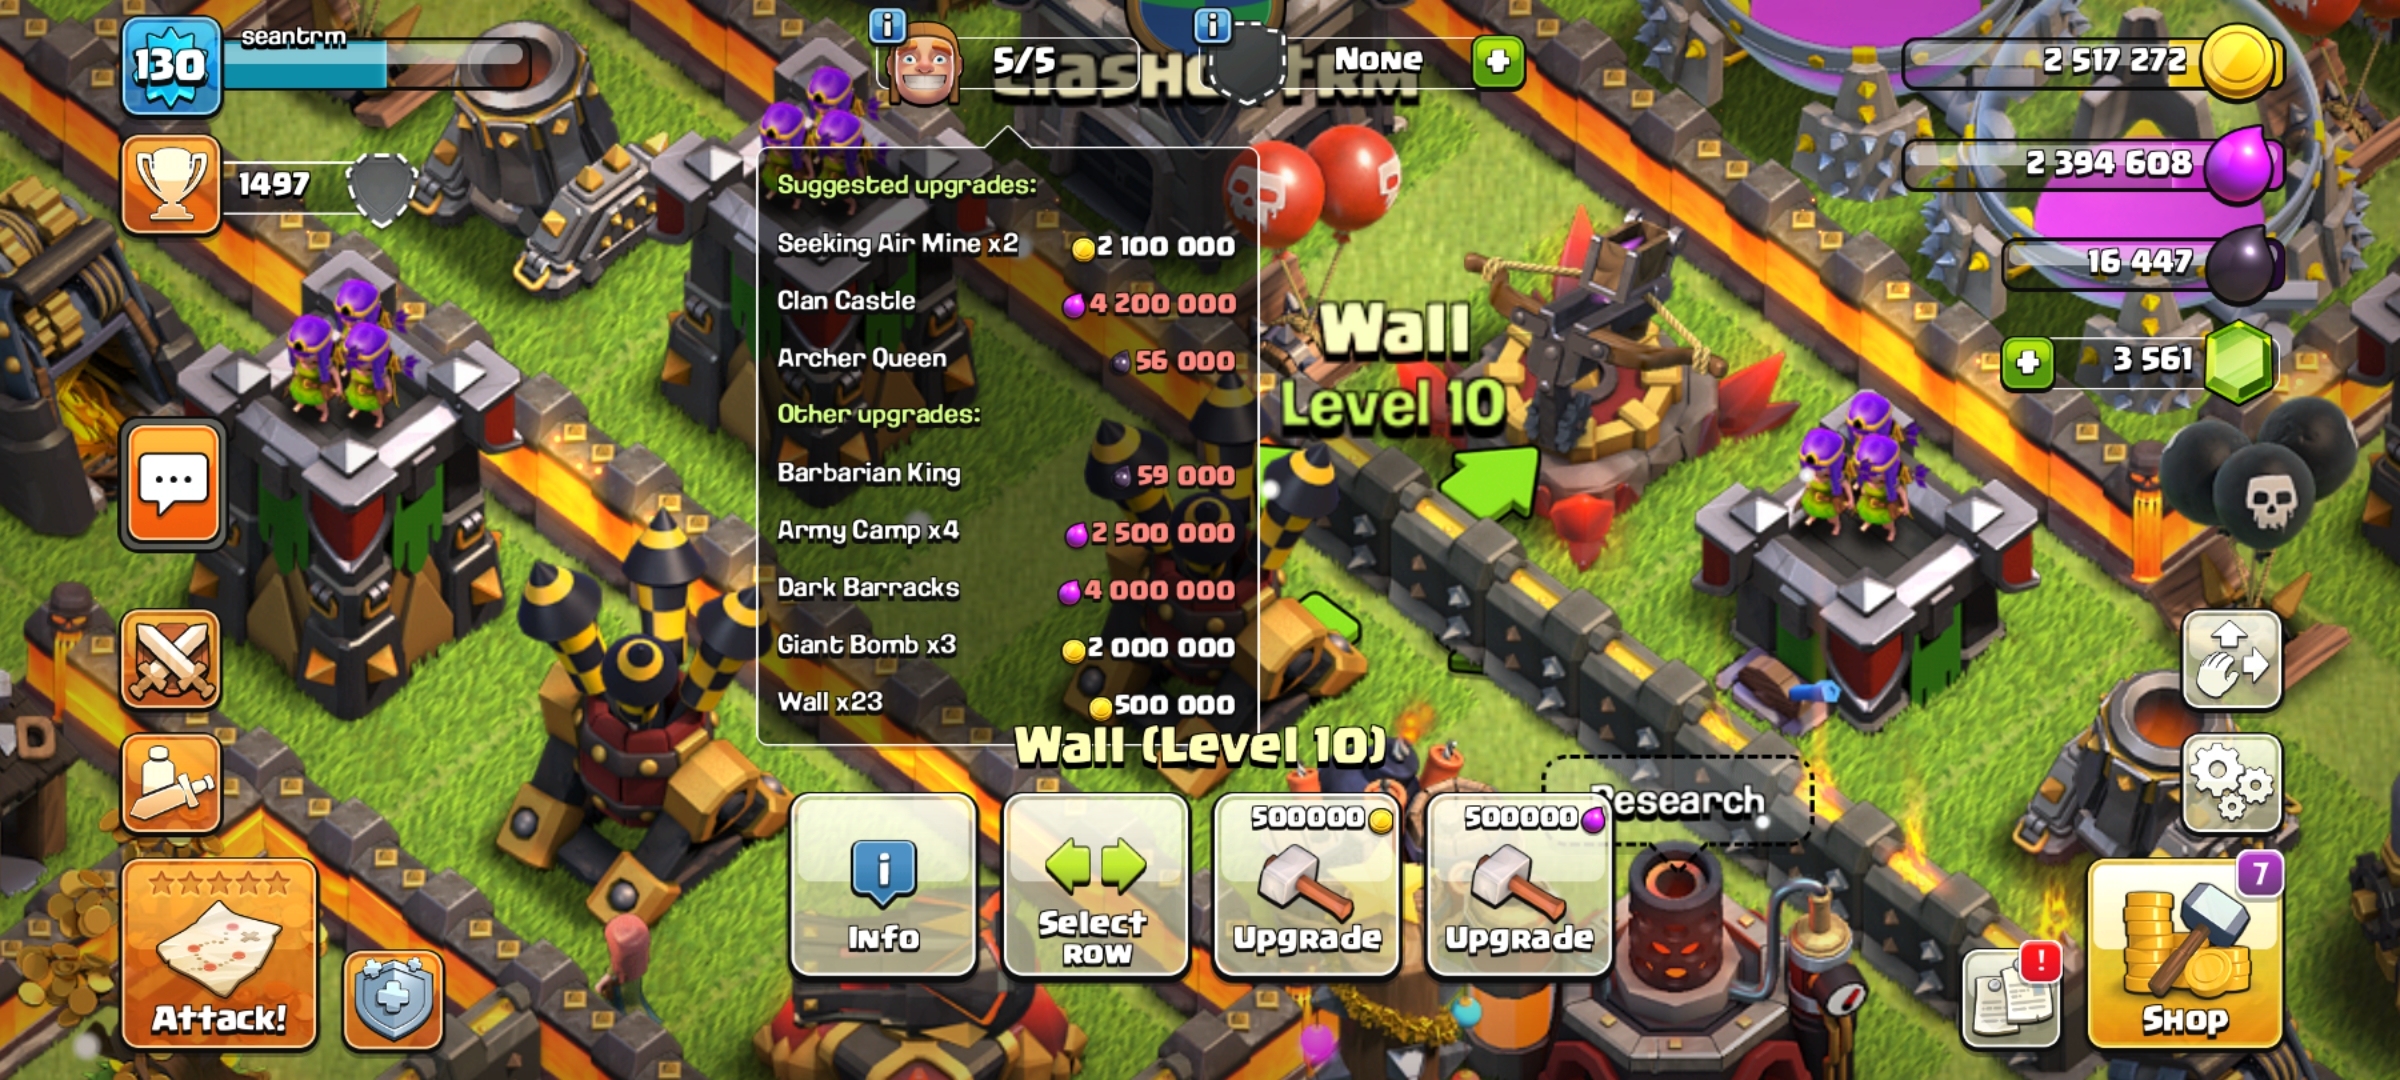 130
seantrm
5/5
None
2 517 272
1497
2 394 608
16 447
3 561
Suggested upgrades:
Seeking Air Mine x2 2 100 000
Clan Castle 4 200 000
Archer Queen 56 000
Other upgrades:
Barbarian King 59 000
Army Camp x4 2 500 000
Dark Barracks 4 000 000
Giant Bomb x3 2 000 000
Wall x23 500 000
Wall
Level 10
Wall (Level 10)
Research
Info
Select
Row
500000
Upgrade
500000
Upgrade
Attack!
!
7
Shop